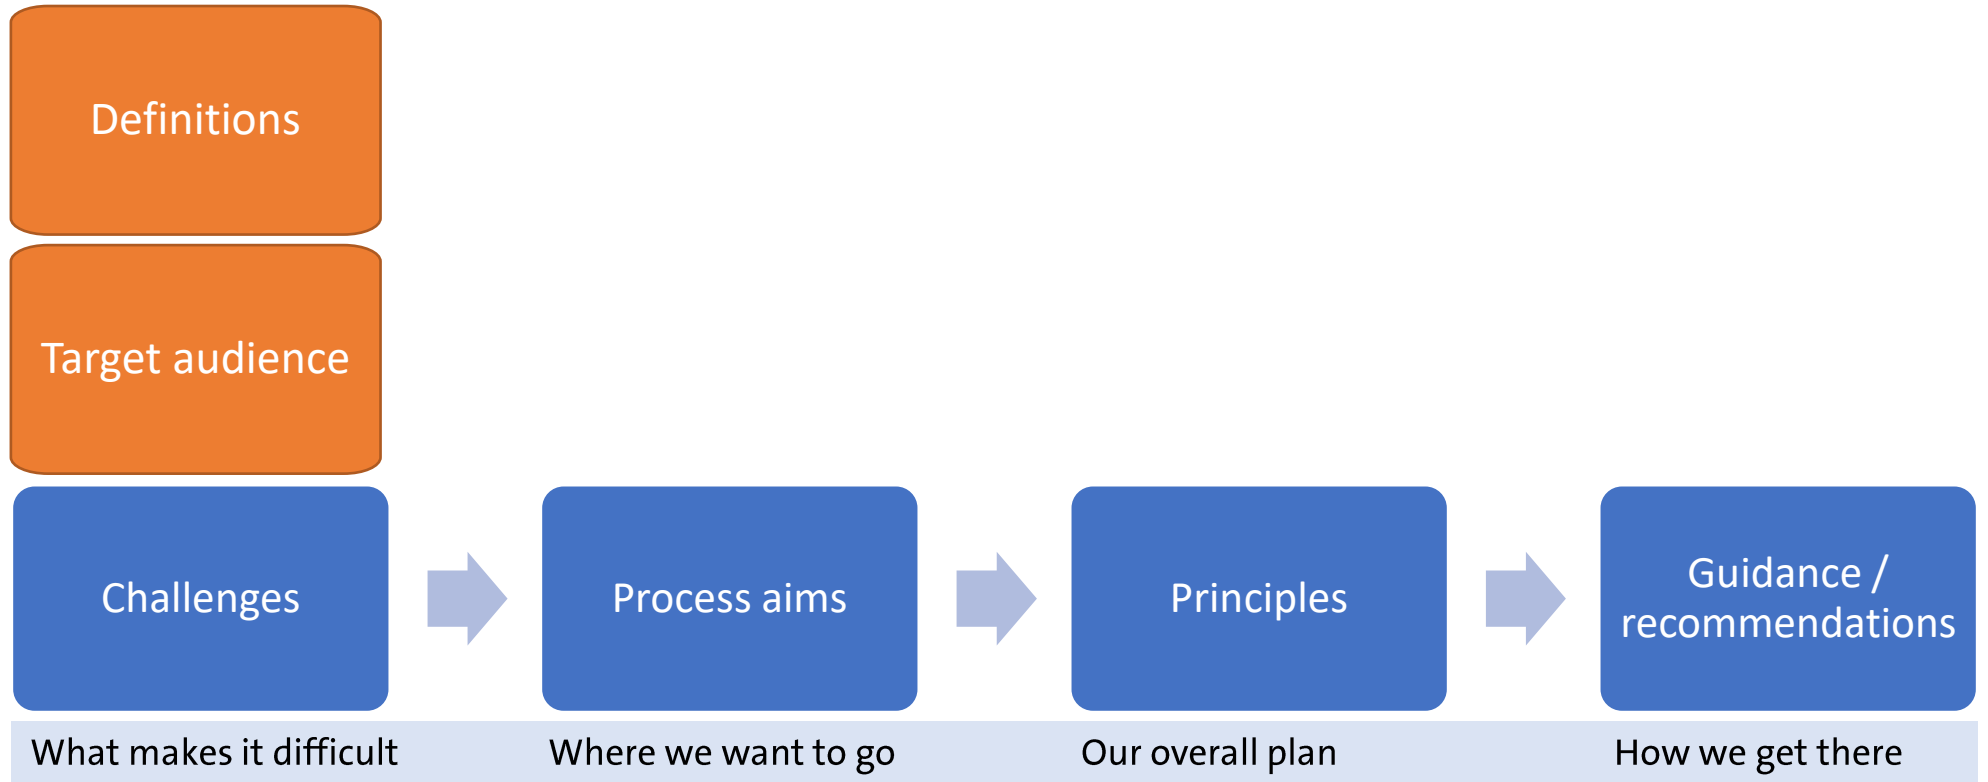 Definitions
Target audience
Challenges
Process aims
Principles
Guidance /
recommendations
What makes it difficult
Where we want to go
Our overall plan
How we get there